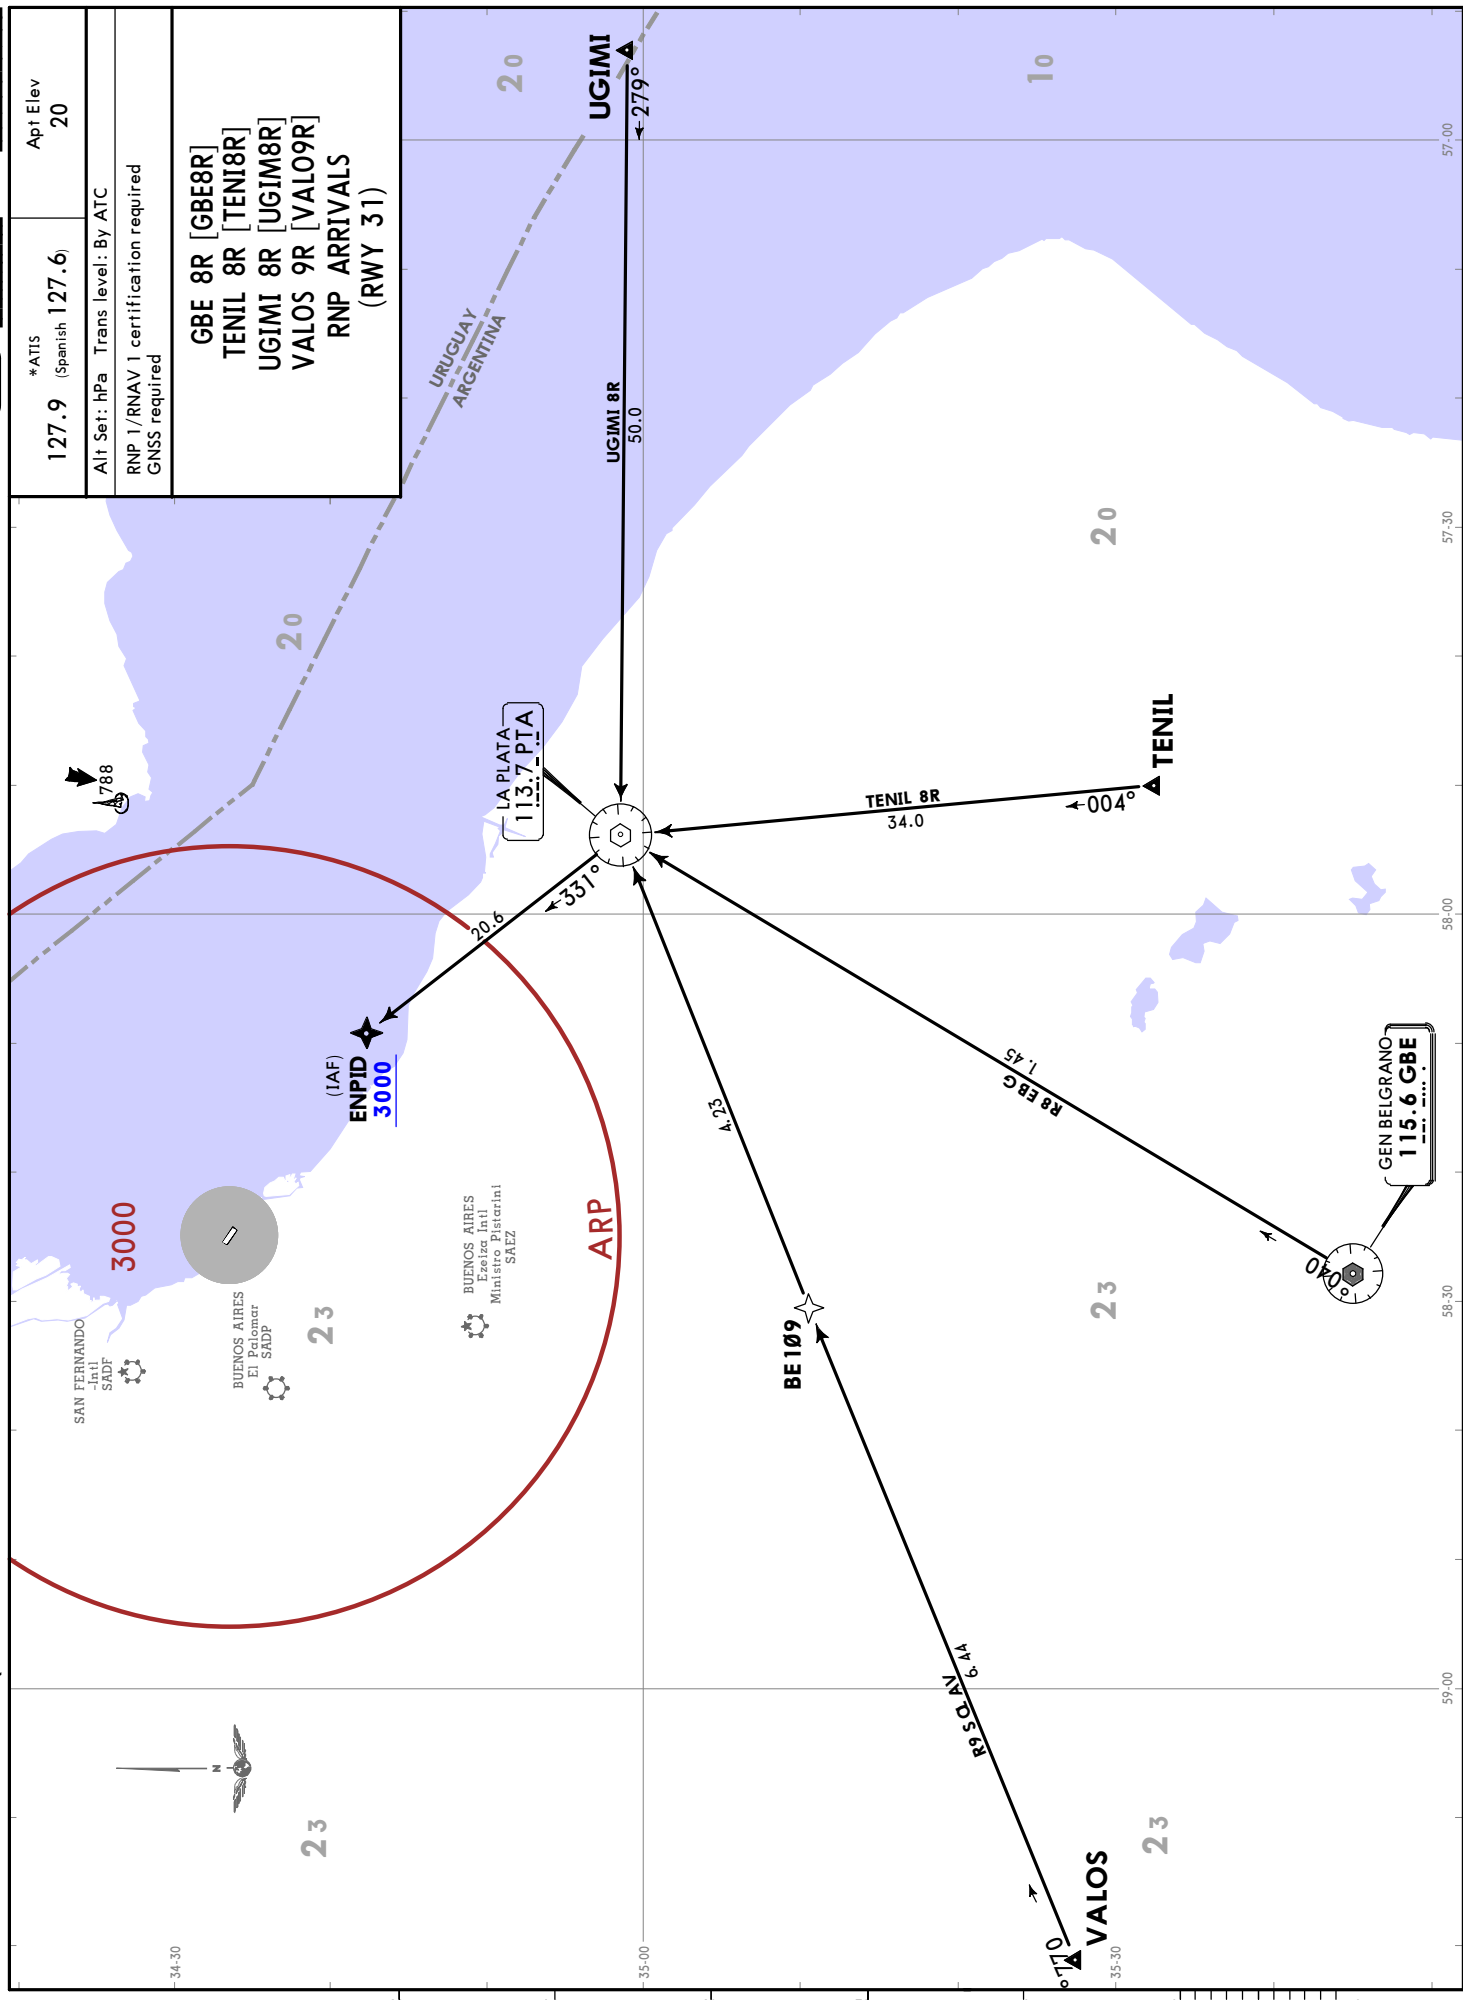 *ATIS
127.9 (Spanish 127.6)
Apt Elev
20
Alt Set: hPa Trans level: By ATC
RNP 1/RNAV 1 certification required
GNSS required
GBE 8R [GBE8R]
TENIL 8R [TENI8R]
UGIMI 8R [UGIM8R]
VALOS 9R [VALO9R]
RNP ARRIVALS
(RWY 31)
SAN FERNANDO
-Intl
SADF
3000
788
BUENOS AIRES
El Palomar
SADP
23
23
20
20
(IAF)
ENPID
3000
URUGUAY
ARGENTINA
BUENOS AIRES
Ezeiza Intl
Ministro Pistarini
SAEZ
20.6
331°
LA PLATA
113.7 PTA
ARP
UGIMI 8R
50.0
279°
UGIMI
4.23
BE1Ø9
TENIL 8R
34.0
004°
TENIL
R9 SOL AV
6.44
R8 EBG
1.45
10
20
23
23
°770
VALOS
040°
GEN BELGRANO
115.6 GBE
34-30
35-00
35-30
59-00
58-30
58-00
57-30
57-00
N